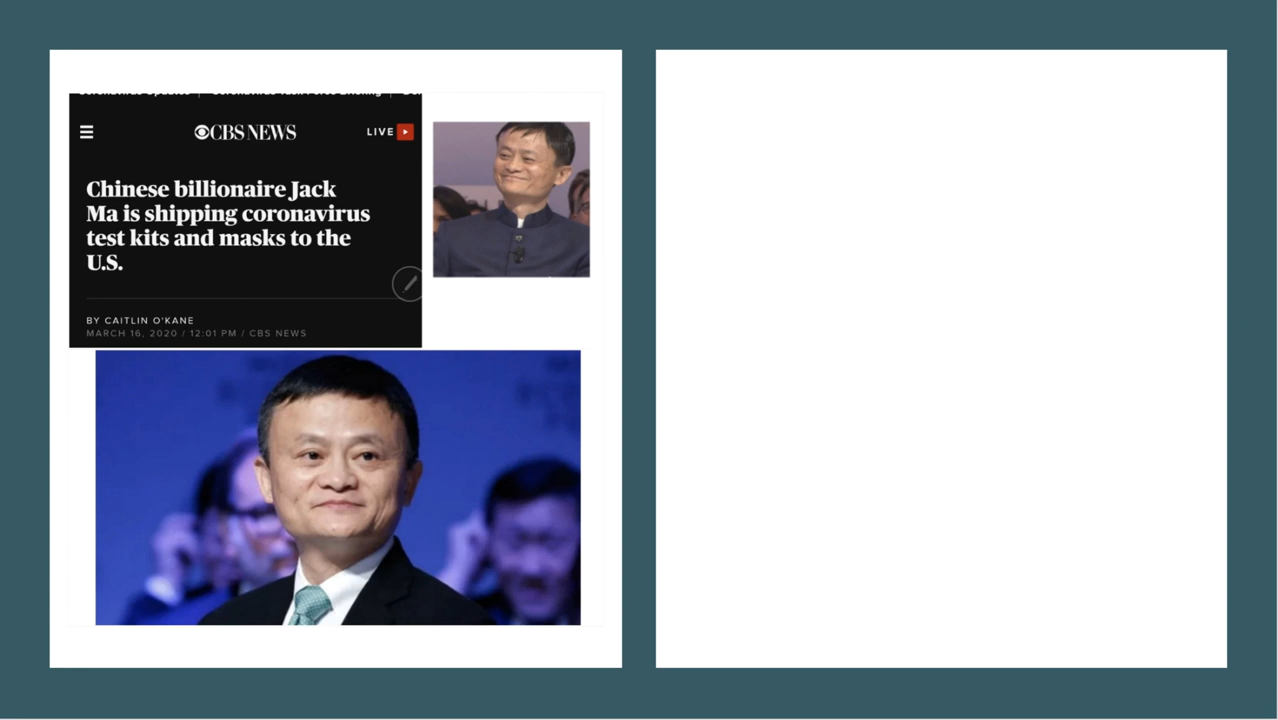 CBS NEWS
LIVE
Chinese billionaire Jack
Ma is shipping coronavirus
test kits and masks to the
U.S.
BY CAITLIN O'KANE
MARCH 16, 2020 / 12:01 PM / CBS NEWS